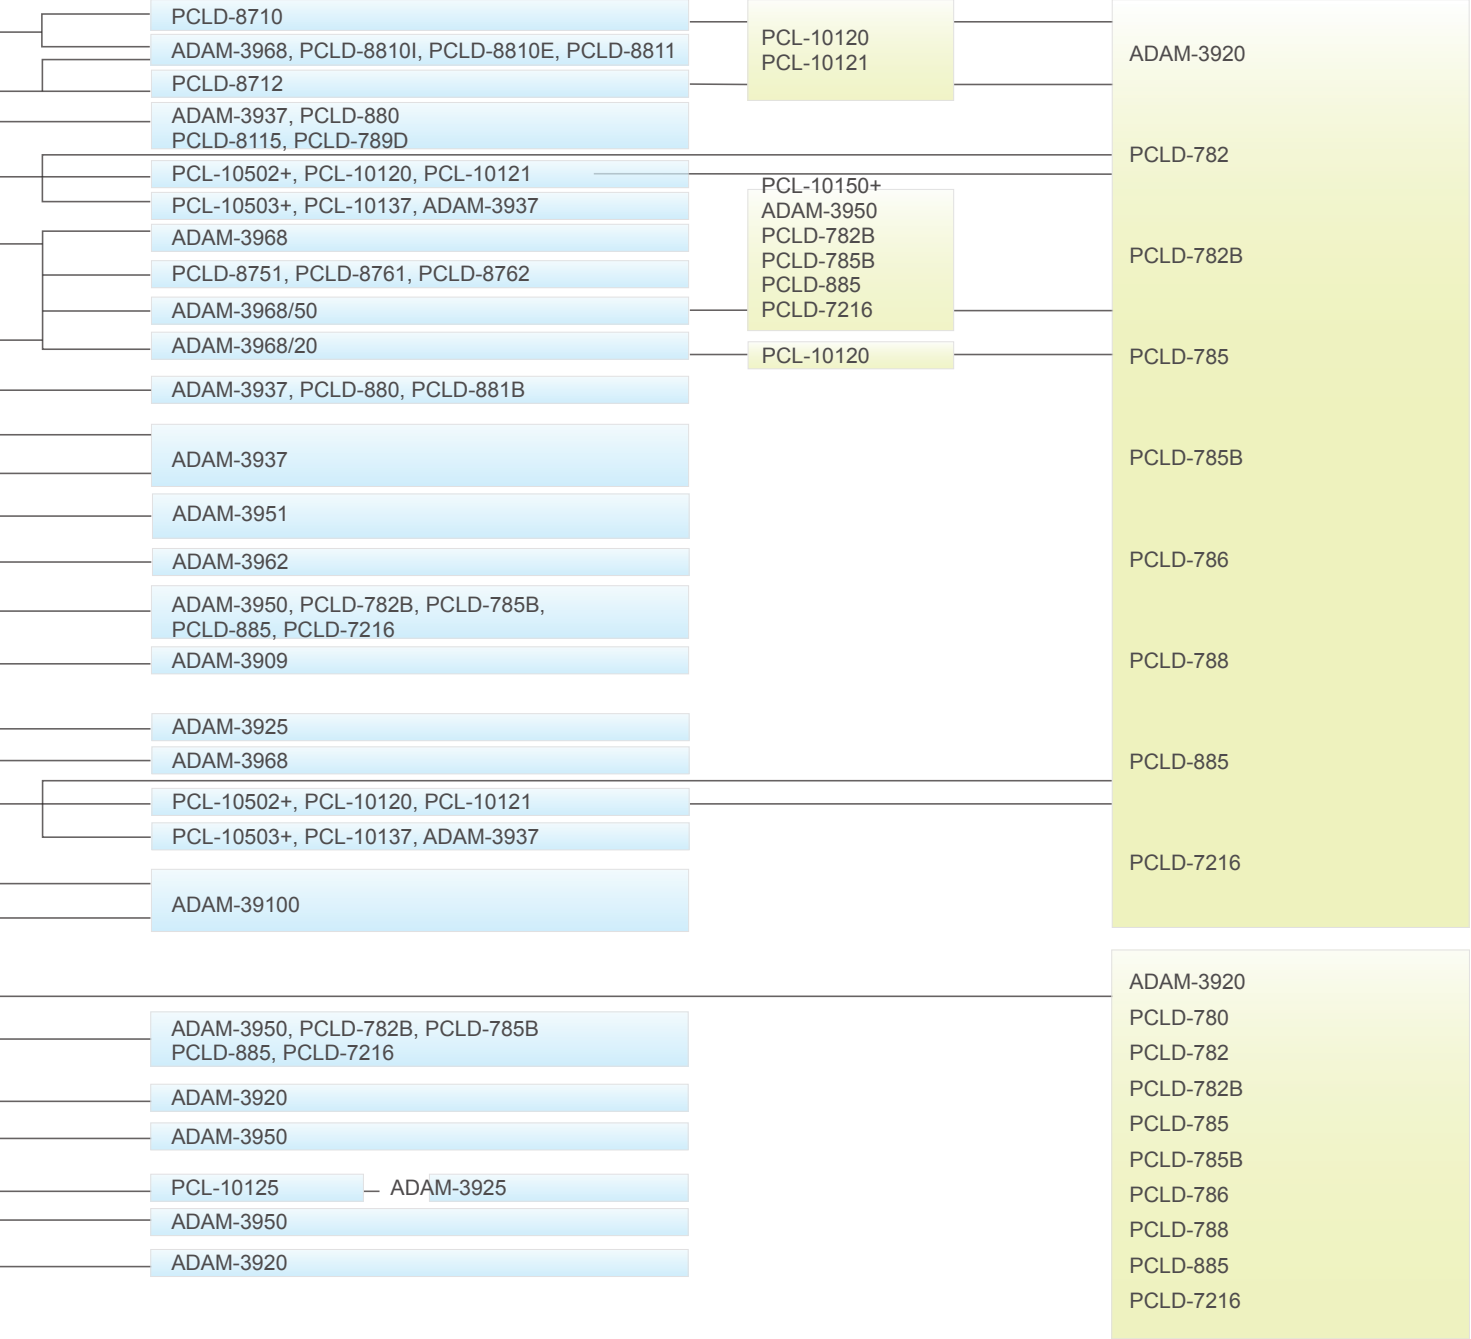 PCLD-8710
ADAM-3968, PCLD-8810I, PCLD-8810E, PCLD-8811
PCLD-8712
ADAM-3937, PCLD-880
PCLD-8115, PCLD-789D
PCL-10502+, PCL-10120, PCL-10121
PCL-10503+, PCL-10137, ADAM-3937
ADAM-3968
PCLD-8751, PCLD-8761, PCLD-8762
ADAM-3968/50
ADAM-3968/20
ADAM-3937, PCLD-880, PCLD-881B
ADAM-3937
ADAM-3951
ADAM-3962
ADAM-3950, PCLD-782B, PCLD-785B,
PCLD-885, PCLD-7216
ADAM-3909
ADAM-3925
ADAM-3968
PCL-10502+, PCL-10120, PCL-10121
PCL-10503+, PCL-10137, ADAM-3937
ADAM-39100
ADAM-3950, PCLD-782B, PCLD-785B
PCLD-885, PCLD-7216
ADAM-3920
ADAM-3950
PCL-10125
ADAM-3925
ADAM-3950
ADAM-3920
PCL-10120
PCL-10121
PCL-10150+
ADAM-3950
PCLD-782B
PCLD-785B
PCLD-885
PCLD-7216
PCL-10120
ADAM-3920
PCLD-782
PCLD-782B
PCLD-785
PCLD-785B
PCLD-786
PCLD-788
PCLD-885
PCLD-7216
ADAM-3920
PCLD-780
PCLD-782
PCLD-782B
PCLD-785
PCLD-785B
PCLD-786
PCLD-788
PCLD-885
PCLD-7216